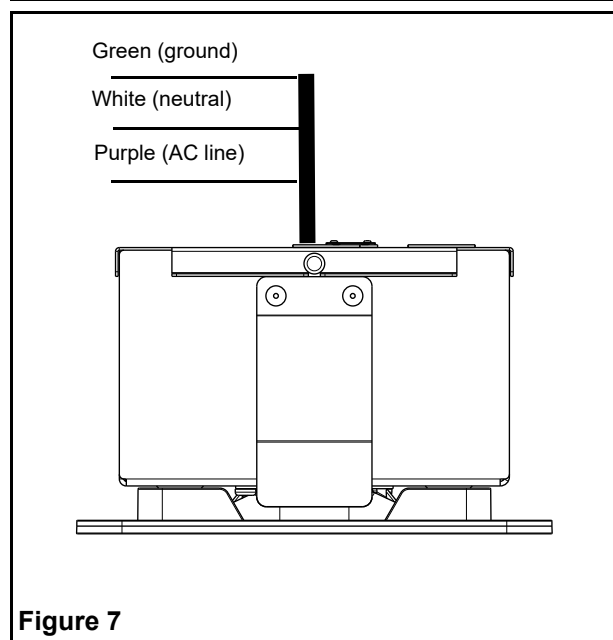 Green (ground)
White (neutral)
Purple (AC line)
Figure 7